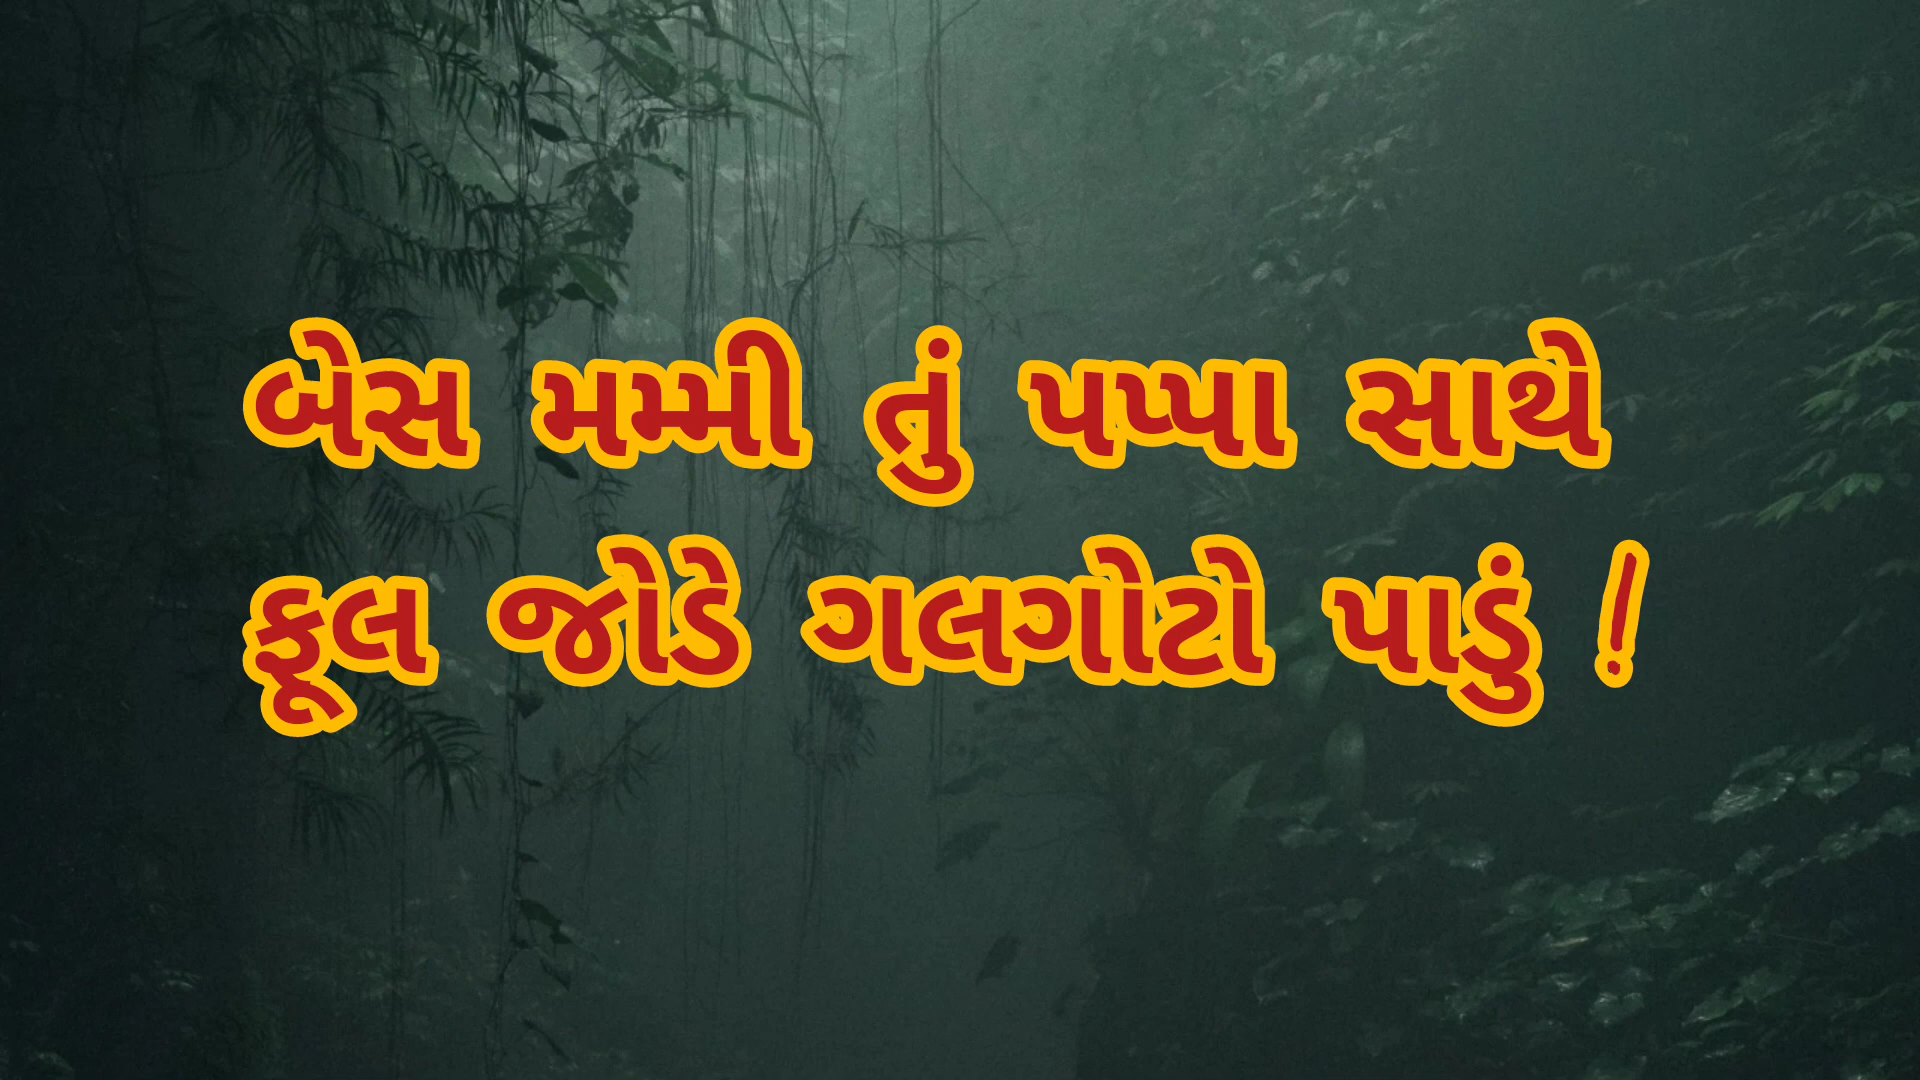 બેસ મમ્મી તું પપ્પા સાથે
ફૂલ જોડે ગલગોટો પાડું !